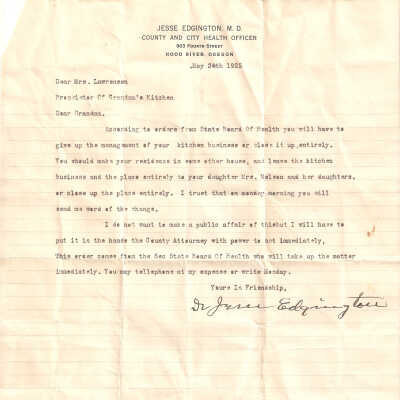 JESSE EDGINGTON, M. D.
COUNTY AND CITY HEALTH OFFICER
903 FOURTH STREET
HOOD RIVER, OREGON
May 24th 1925
Dear Mrs. Lawrenson
Proprietor Of Grandma's Kitchen
Dear Grandma.
According to orders from State Board Of Health you will have to
give up the management of your kitchen business or close it up,entirely.
You should make your residence in some other house, and leave the kitchen
business and the place entirely to your daughter Mrs. Nelson and her daughters,
or close up the place entirely. I trust that on monday morning you will
send me word of the change.
I do not want to make a public affair of thisbut I will have to
put it in the hands the County Attorney with power to act immediately,
This order comes from the Sec State Board Of Health who will take up the matter
immediately. You may tellephone at my expense or write Monday.
Yours In Friendship,
Dr Jesse Edgington